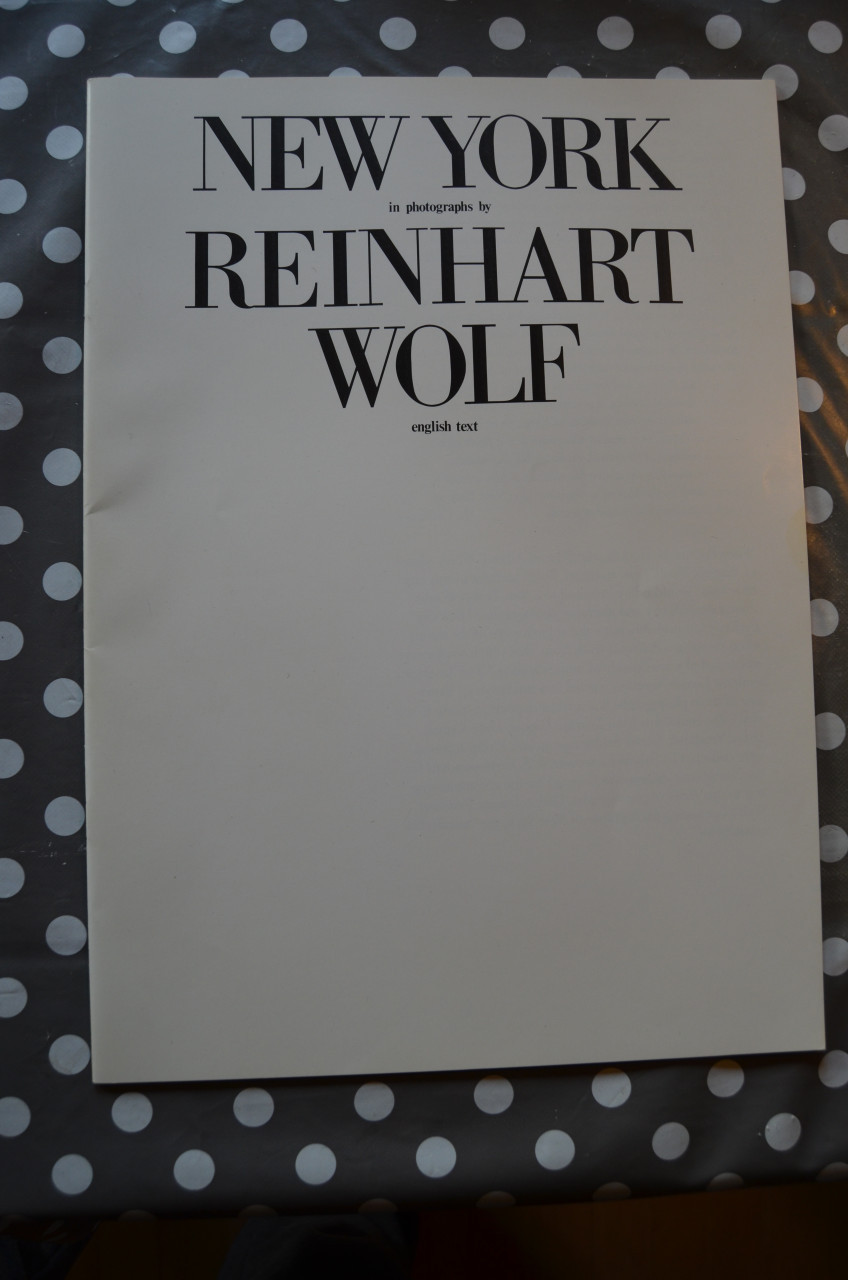 NEW YORK
in photographs by
REINHART
WOLF
english text